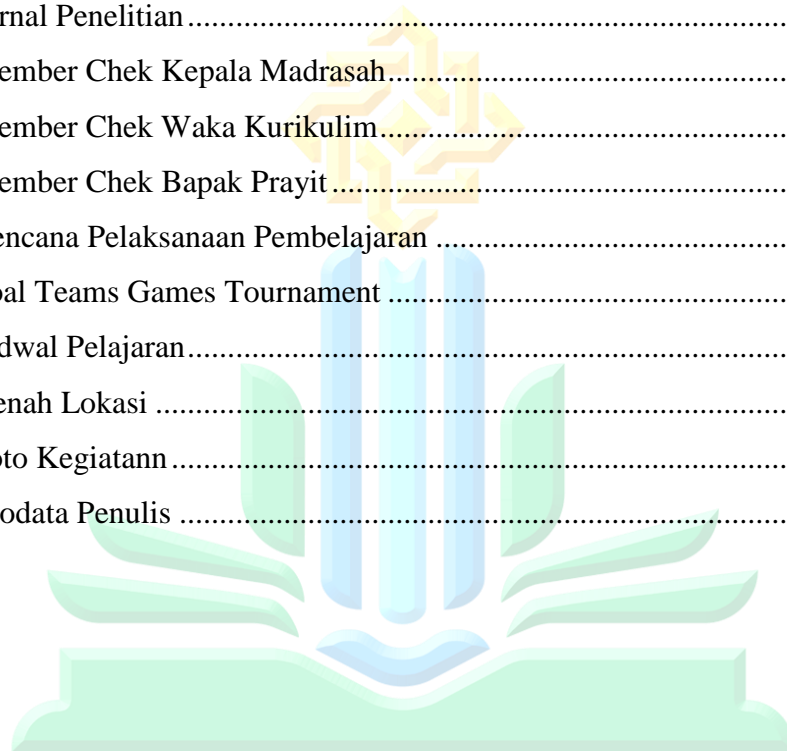 rnal Penelitian ................................................................................
ember Chek Kepala Madrasah................................................................
ember Chek Waka Kurikulim................................................................
ember Chek Bapak Prayit ................................................................
encana Pelaksanaan Pembelajaran ................................................
oal Teams Games Tournament ................................................
dwal Pelajaran................................................................................
enah Lokasi ................................................................................
oto Kegiatann................................................................................
odata Penulis ................................................................................